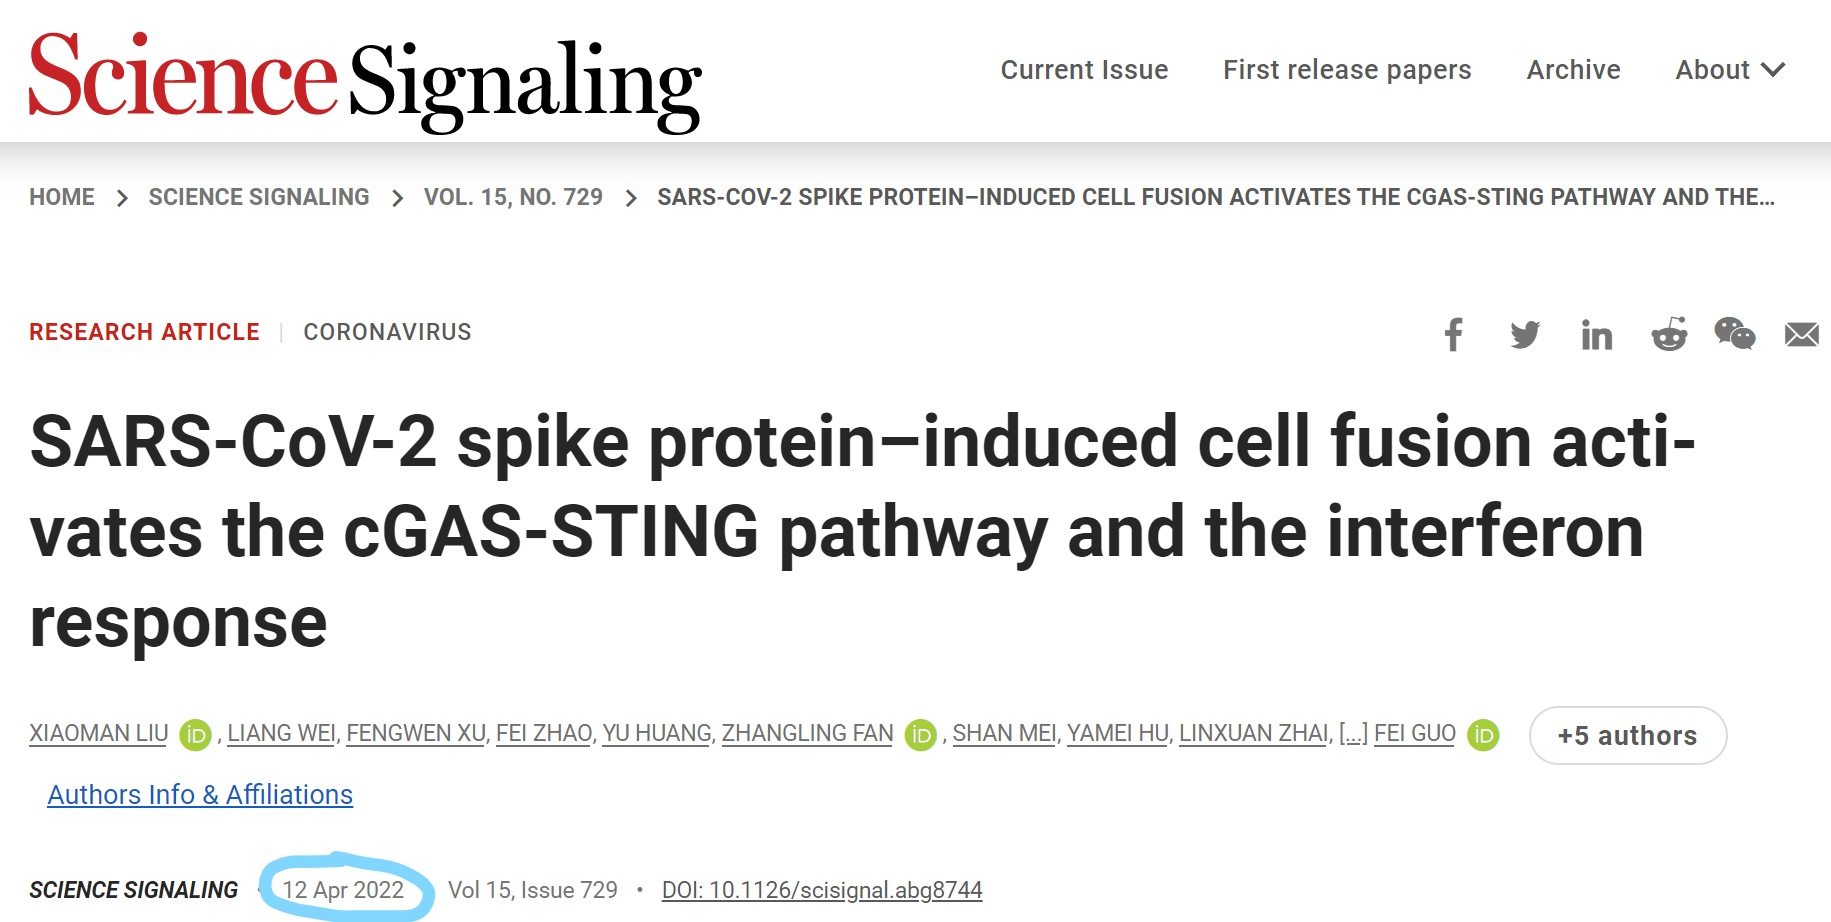 Science Signaling
Current Issue First release papers Archive About
HOME > SCIENCE SIGNALING > VOL. 15, NO. 729 > SARS-COV-2 SPIKE PROTEIN–INDUCED CELL FUSION ACTIVATES THE CGAS-STING PATHWAY AND THE...
RESEARCH ARTICLE | CORONAVIRUS
SARS-CoV-2 spike protein–induced cell fusion acti-
vates the cGAS-STING pathway and the interferon
response
XIAOMAN LIU iD, LIANG WEI, FENGWEN XU, FEI ZHAO, YU HUANG, ZHANGLING FAN iD, SHAN MEI, YAMEI HU, LINXUAN ZHAI, [...] FEI GUO iD +5 authors
Authors Info & Affiliations
SCIENCE SIGNALING • 12 Apr 2022 Vol 15, Issue 729 • DOI: 10.1126/scisignal.abg8744